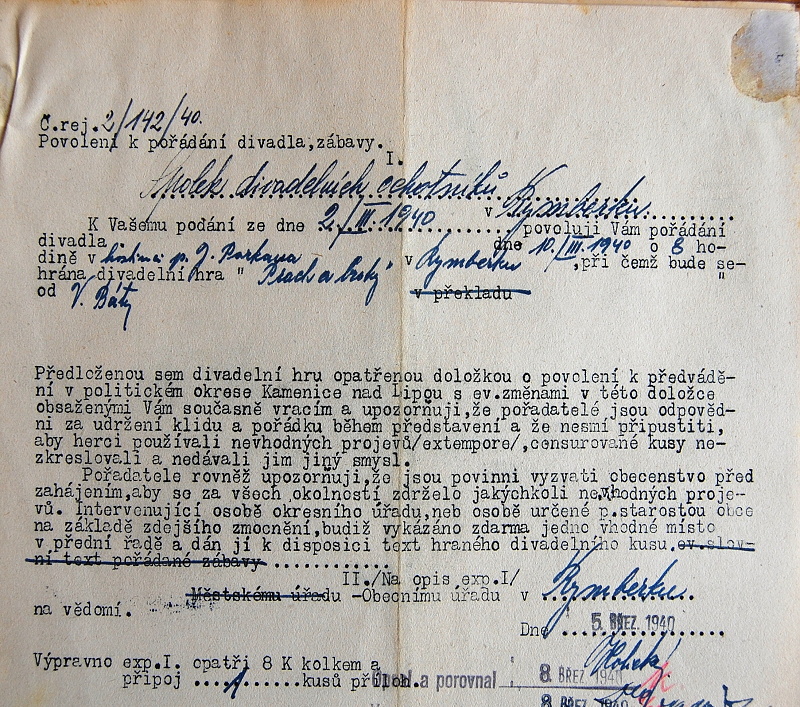 Č.rej.2/142/40.
Povolení k pořádání divadla,zábavy.
I.
Spolek divadelních ochotníků v Rymberku.
K Vašemu podání ze dne 2./III.1940 povoluji Vám pořádání
divadla dne 10./III.1940 o 8 ho-
dině v hostinci p. J. v Rymberku ,při čemž bude se-
hrána divadelní hra " "
od V. Báty v překladu
Předloženou sem divadelní hru opatřenou doložkou o povolení k předvádě-
ní v politickém okrese Kamenice nad Lipou s ev.změnami v této doložce
obsaženými Vám současně vracím a upozorňuji,že pořadatelé jsou odpověd-
ni za udržení klidu a pořádku během představení a že nesmí připustiti,
aby herci používali nevhodných projevů/extempore/,censurované kusy ne-
zkreslovali a nedávali jim jiný smysl.
Pořadatele rovněž upozorňuji,že jsou povinni vyzvati obecenstvo před
zahájením,aby se za všech okolností zdrželo jakýchkoli nevhodných proje-
vů. Intervenující osobě okresního úřadu,neb osobě určené p.starostou obce
na základě zdejšího zmocnění,budiž vykázáno zdarma jedno vhodné místo
v přední řadě a dán jí k disposici text hraného divadelního kusu.ev.slov-
ní text pořádané zábavy.............
II./Na opis exp.I/
Městskému úřadu -Obecnímu úřadu v Rymberku.
na vědomí.
Dne 5. BŘEZ. 1940
Výpravno exp.I. opatří 8 K kolkem a
připoj ....1....kusů příloh.
Opsal a porovnal : 8. BŘEZ 1940
8. BŘEZ. 1940